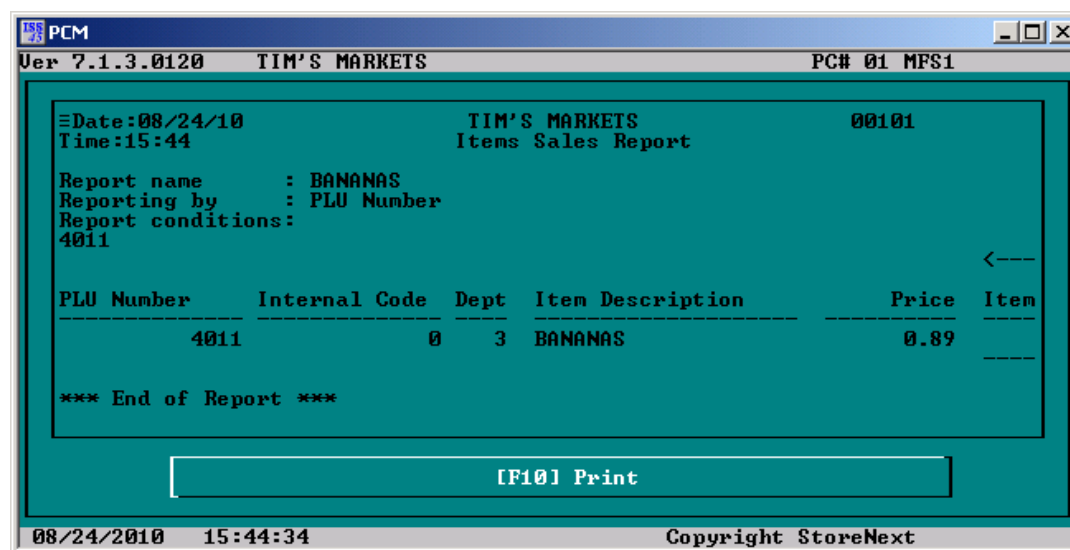 ISS 45 PCM
Ver 7.1.3.0120 TIM'S MARKETS PC# 01 MFS1
≡Date:08/24/10 TIM'S MARKETS 00101
Time:15:44 Items Sales Report
Report name : BANANAS
Reporting by : PLU Number
Report conditions:
4011
<---
PLU Number Internal Code Dept Item Description Price Item
4011 0 3 BANANAS 0.89
*** End of Report ***
[F10] Print
08/24/2010 15:44:34 Copyright StoreNext